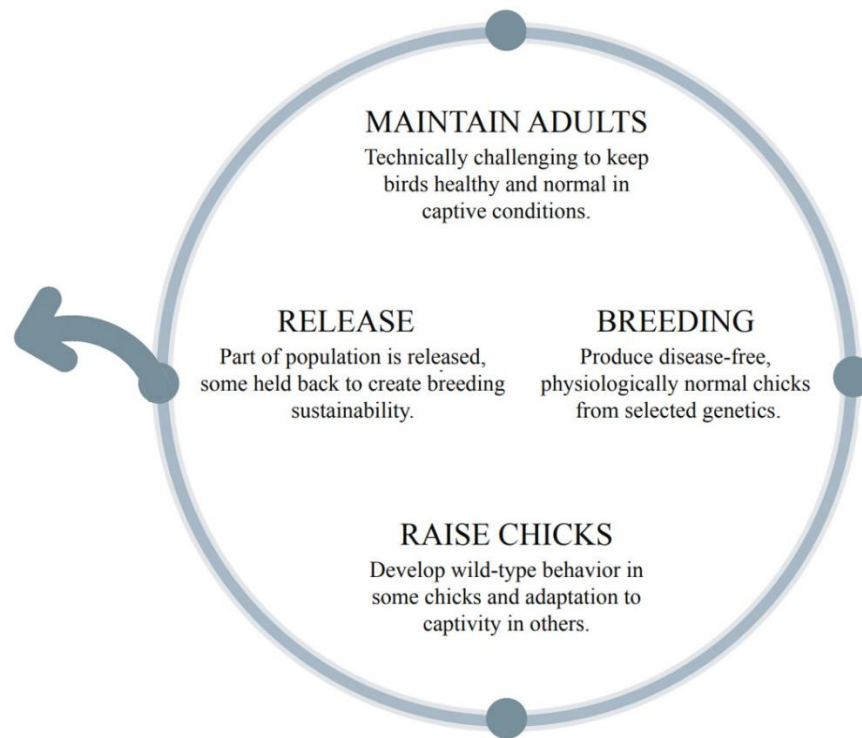 MAINTAIN ADULTS
Technically challenging to keep
birds healthy and normal in
captive conditions.
RELEASE
Part of population is released,
some held back to create breeding
sustainability.
BREEDING
Produce disease-free,
physiologically normal chicks
from selected genetics.
RAISE CHICKS
Develop wild-type behavior in
some chicks and adaptation to
captivity in others.